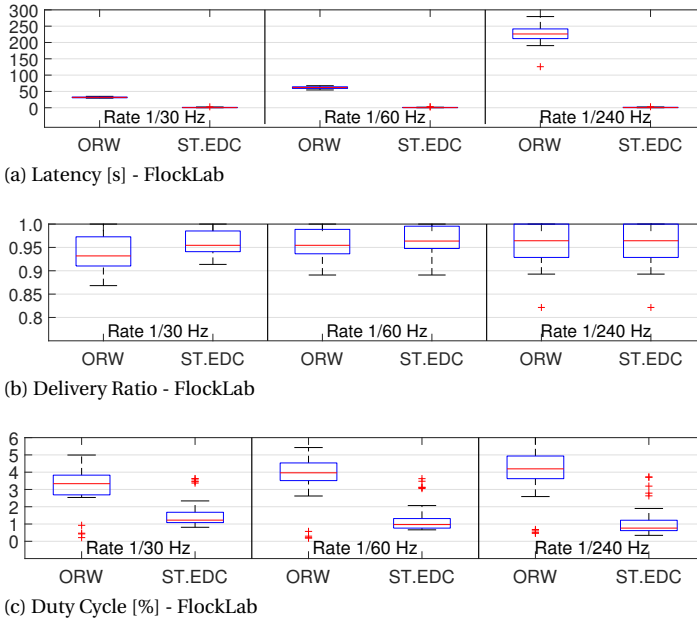 300
250
200
150
100
50
0
Rate 1/30 Hz Rate 1/60 Hz Rate 1/240 Hz
ORW ST.EDC ORW ST.EDC ORW ST.EDC
(a) Latency [s] - FlockLab
1.0
0.95
0.9
0.85
0.8
Rate 1/30 Hz Rate 1/60 Hz Rate 1/240 Hz
ORW ST.EDC ORW ST.EDC ORW ST.EDC
(b) Delivery Ratio - FlockLab
6
5
4
3
2
1
0
Rate 1/30 Hz Rate 1/60 Hz Rate 1/240 Hz
ORW ST.EDC ORW ST.EDC ORW ST.EDC
(c) Duty Cycle [%] - FlockLab